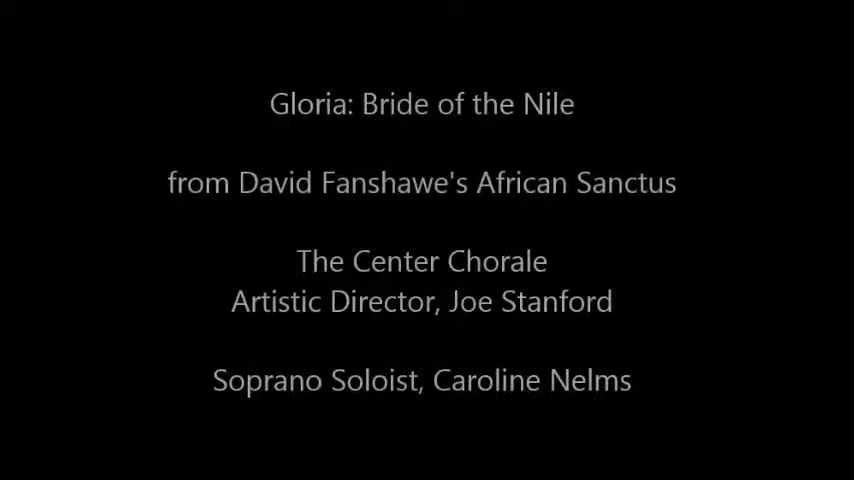 Gloria: Bride of the Nile
from David Fanshawe's African Sanctus
The Center Chorale
Artistic Director, Joe Stanford
Soprano Soloist, Caroline Nelms